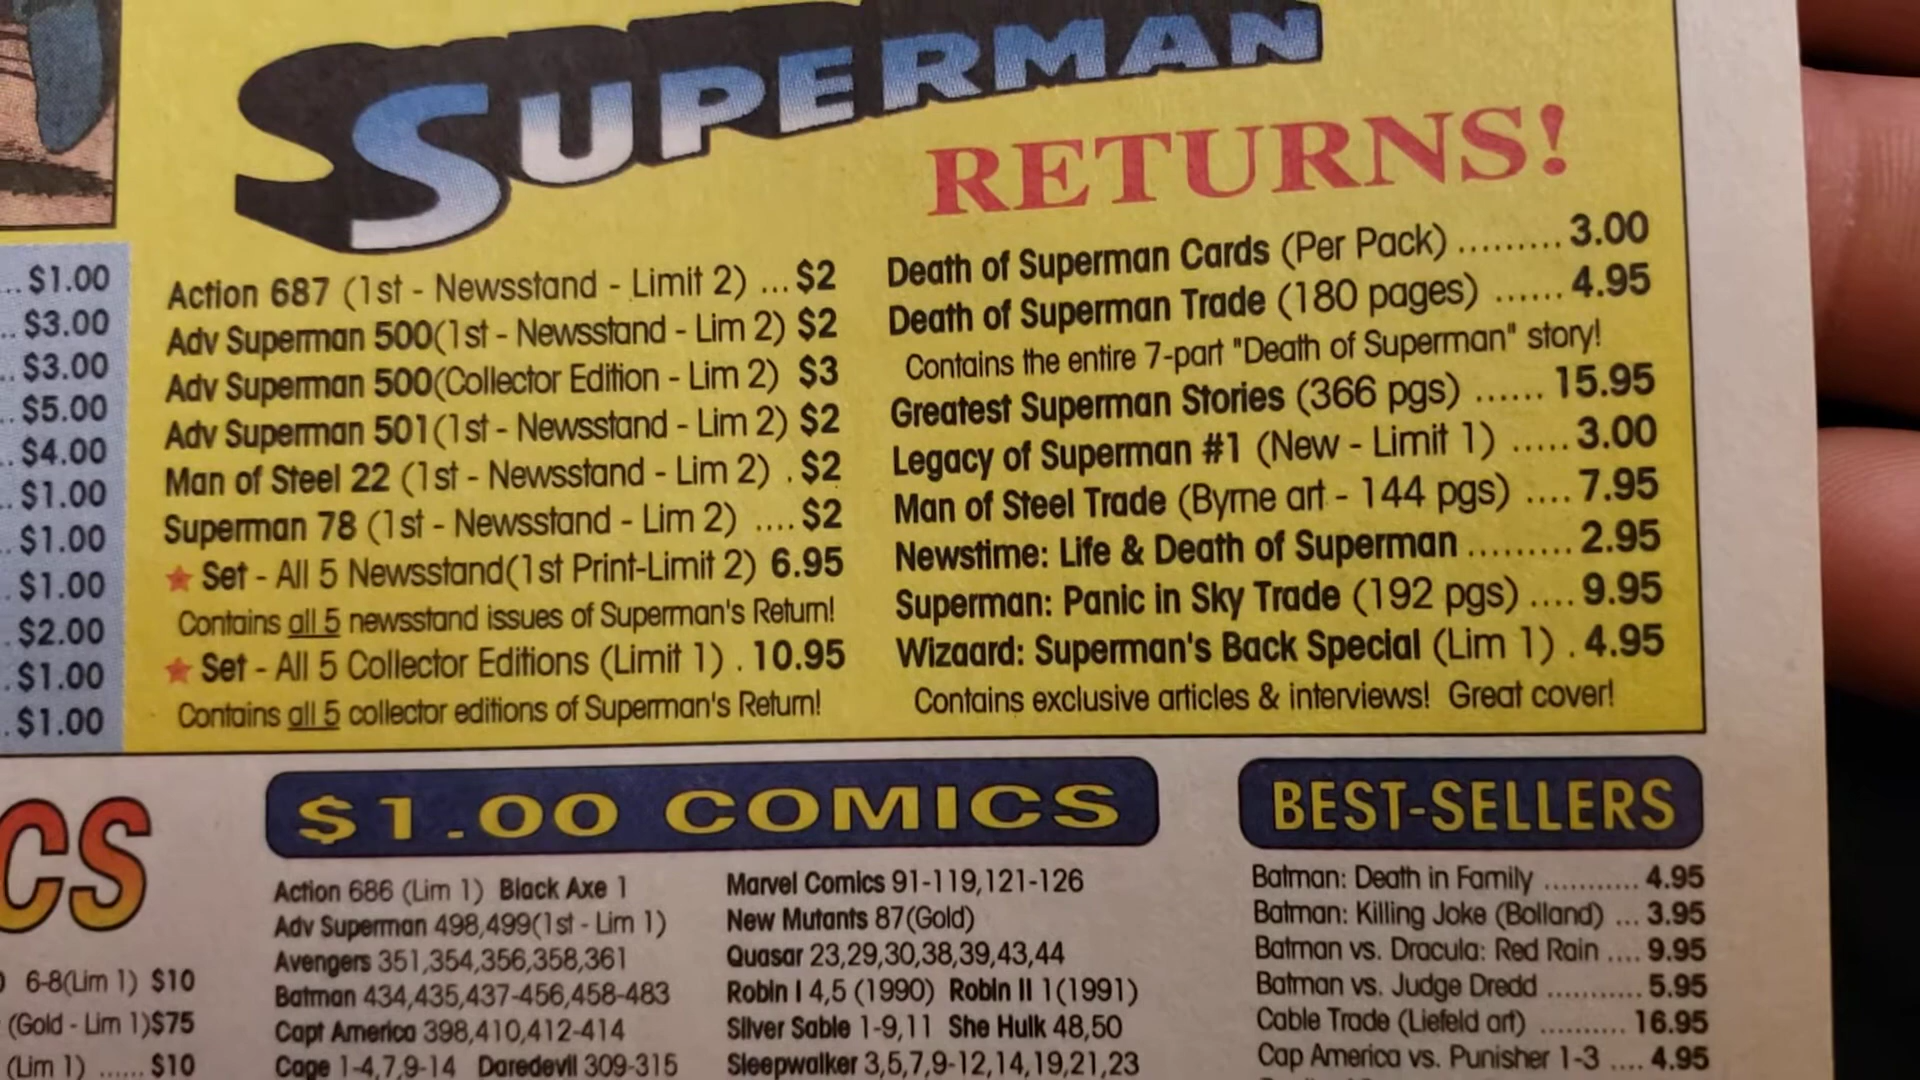 SUPERMAN
RETURNS!
Action 687 (1st - Newsstand - Limit 2) ... $2
Adv Superman 500(1st - Newsstand - Lim 2) $2
Adv Superman 500(Collector Edition - Lim 2) $3
Adv Superman 501(1st - Newsstand - Lim 2) $2
Man of Steel 22 (1st - Newsstand - Lim 2) . $2
Superman 78 (1st - Newsstand - Lim 2) .... $2
★ Set - All 5 Newsstand(1st Print-Limit 2) 6.95
Contains all 5 newsstand issues of Superman's Return!
★ Set - All 5 Collector Editions (Limit 1) . 10.95
Contains all 5 collector editions of Superman's Return!
Death of Superman Cards (Per Pack) ......... 3.00
Death of Superman Trade (180 pages) ...... 4.95
Contains the entire 7-part "Death of Superman" story!
Greatest Superman Stories (366 pgs) ...... 15.95
Legacy of Superman #1 (New - Limit 1) ..... 3.00
Man of Steel Trade (Byrne art - 144 pgs) .... 7.95
Newstime: Life & Death of Superman ......... 2.95
Superman: Panic in Sky Trade (192 pgs) .... 9.95
Wizaard: Superman's Back Special (Lim 1) . 4.95
Contains exclusive articles & interviews! Great cover!
... $1.00
.. $3.00
.. $3.00
. $5.00
.. $4.00
. $1.00
.. $1.00
. $1.00
. $2.00
. $1.00
. $1.00
CS
6-8(Lim 1) $10
(Gold - Lim 1)$75
(Lim 1) ...... $10
$1.00 COMICS
Action 686 (Lim 1) Black Axe 1
Adv Superman 498,499(1st - Lim 1)
Avengers 351,354,356,358,361
Batman 434,435,437-456,458-483
Capt America 398,410,412-414
Cage 1-4,7,9-14 Daredevil 309-315
Marvel Comics 91-119,121-126
New Mutants 87(Gold)
Quasar 23,29,30,38,39,43,44
Robin I 4,5 (1990) Robin II 1(1991)
Silver Sable 1-9,11 She Hulk 48,50
Sleepwalker 3,5,7,9-12,14,19,21,23
BEST-SELLERS
Batman: Death in Family ........... 4.95
Batman: Killing Joke (Bolland) ... 3.95
Batman vs. Dracula: Red Rain .... 9.95
Batman vs. Judge Dredd ........... 5.95
Cable Trade (Liefeld art) .......... 16.95
Cap America vs. Punisher 1-3 .... 4.95